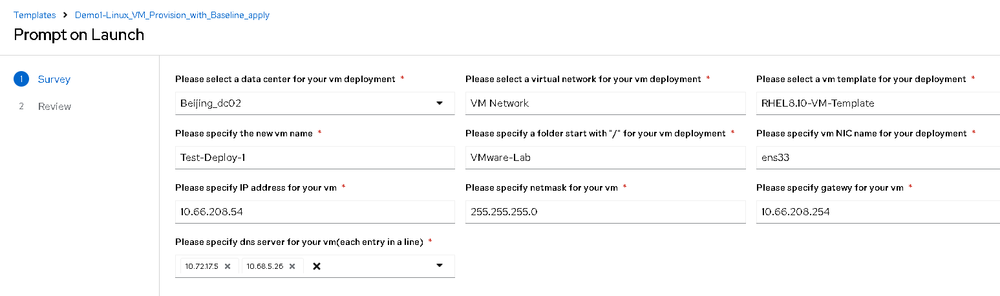 Templates > Demo1-Linux_VM_Provision_with_Baseline_apply
Prompt on Launch
1 Survey
2 Review
Please select a data center for your vm deployment *
Beijing_dc02
Please select a virtual network for your vm deployment *
VM Network
Please select a vm template for your deployment *
RHEL8.10-VM-Template
Please specify the new vm name *
Test-Deploy-1
Please specify a folder start with "/" for your vm deployment *
VMware-Lab
Please specify vm NIC name for your deployment *
ens33
Please specify IP address for your vm *
10.66.208.54
Please specify netmask for your vm *
255.255.255.0
Please specify gatewy for your vm *
10.66.208.254
Please specify dns server for your vm(each entry in a line) *
10.72.17.5 10.68.5.26